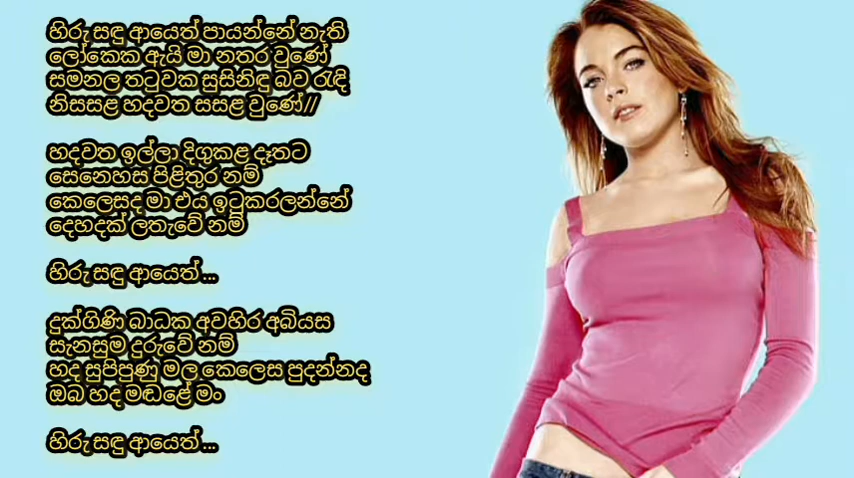 හිරු සඳු ආයෙත් පායන්නේ නැති
ලෝකෙක ඇයි මා නතර වුණේ
සමනල තටුවක සුසිනිඳු බව රැඳි
නිසසළ හදවත සසළ වුණේ//
හදවත ඉල්ලා දිගුකළ දෑතට
සෙනෙහස පිළිතුර නම්
කෙලෙසද මා එය ඉටුකරලන්නේ
දෙහදක් ලතැවේ නම්
හිරු සඳු ආයෙත්...
දුක්ගිණි බාධක අවහිර අබියස
සැනසුම දුරුවේ නම්
හද සුපිපුණු මල කෙලෙස පුදන්නද
ඔබ හද මඬළේ මං
හිරු සඳු ආයෙත්...